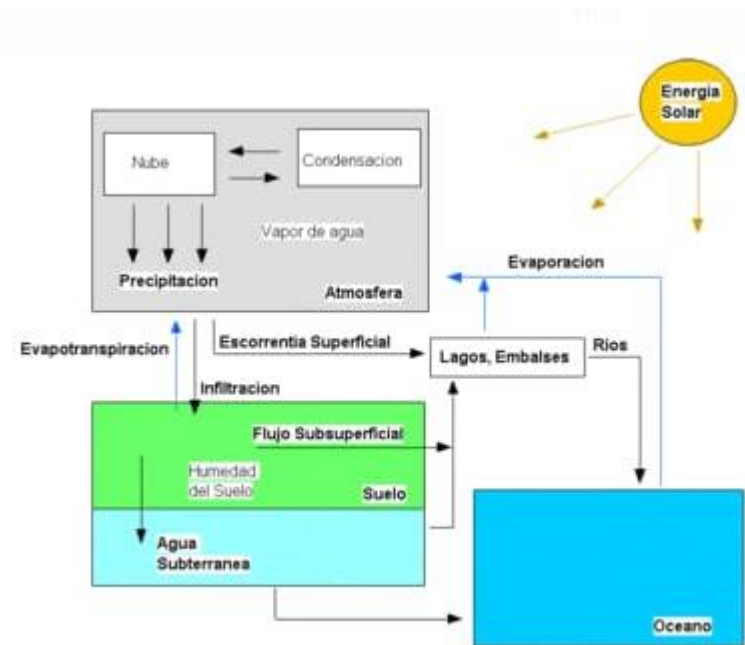 Energia
Solar
Nube
Condensacion
Vapor de agua
Precipitacion
Atmosfera
Evaporacion
Evapotranspiracion
Escorrentia Superficial
Lagos, Embalses
Rios
Infiltracion
Flujo Subsuperficial
Humedad
del Suelo
Suelo
Agua
Subterranea
Oceano